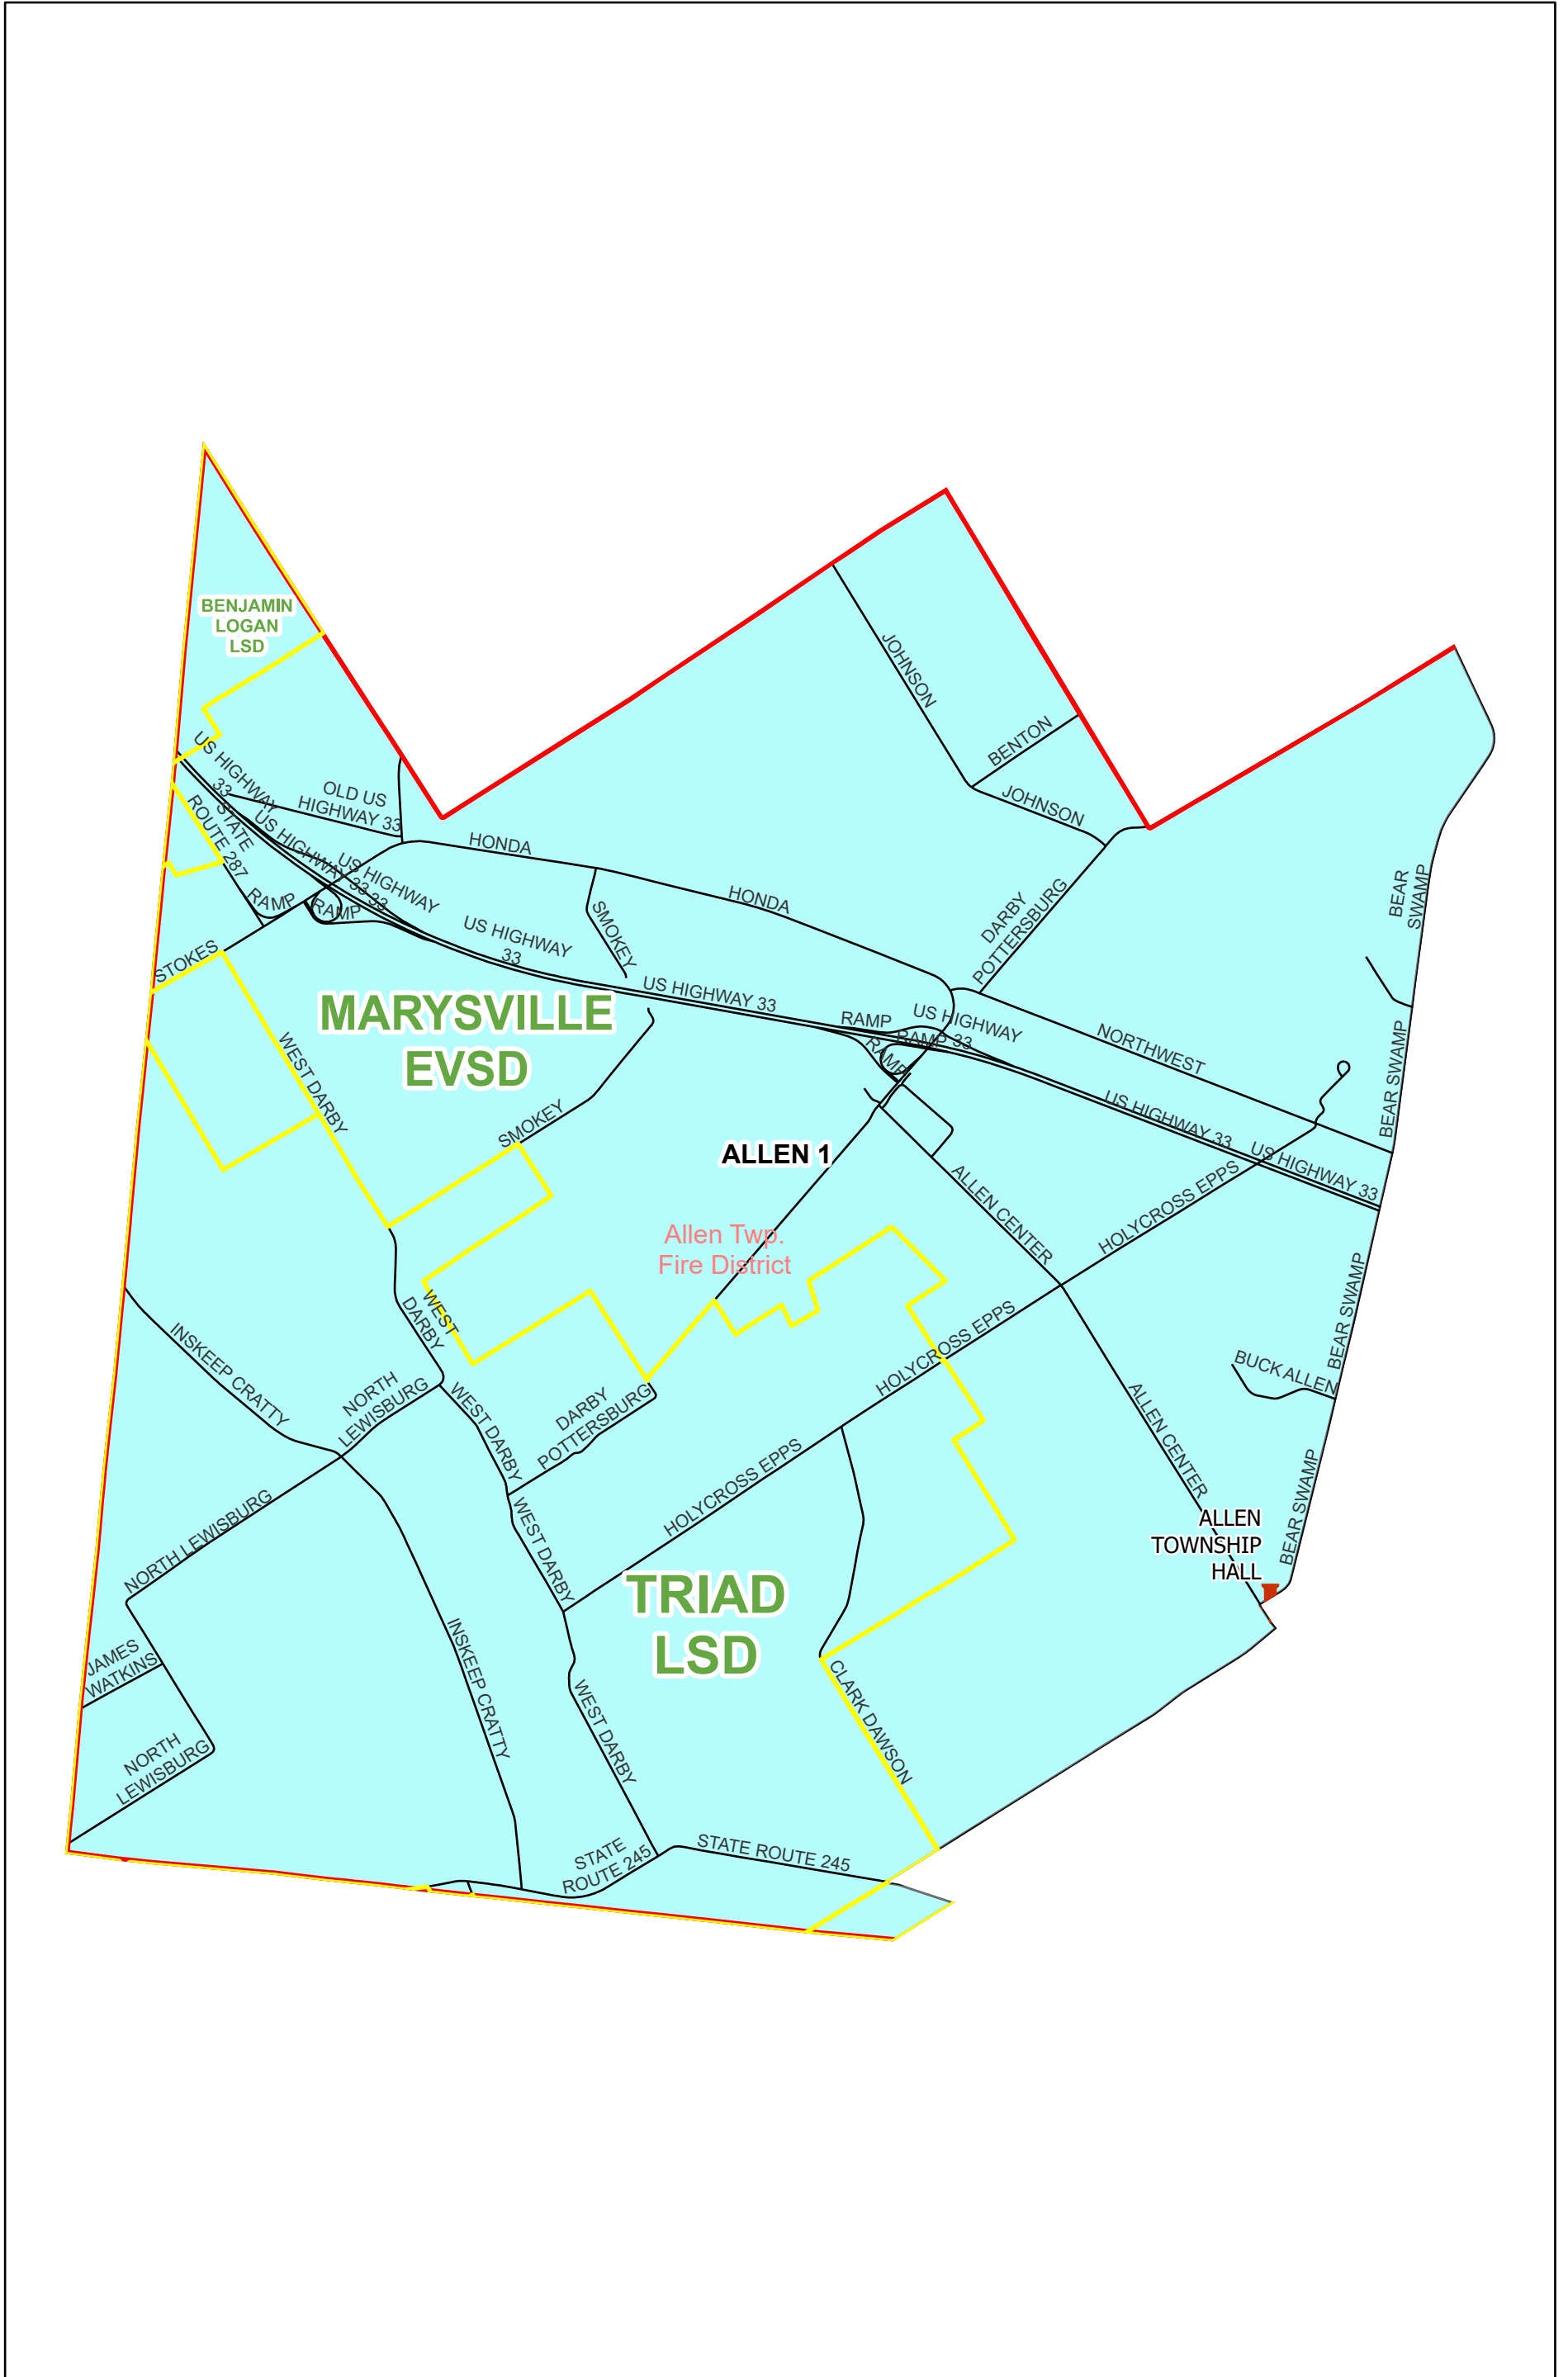 BENJAMIN
LOGAN
LSD
JOHNSON
BENTON
JOHNSON
US HIGHWAY
33
OLD US
HIGHWAY 33
STATE
ROUTE 287
US HIGHWAY 33
US HIGHWAY
33
HONDA
HONDA
RAMP
RAMP
SMOKEY
US HIGHWAY
33
BEAR
SWAMP
DARBY
POTTERSBURG
STOKES
MARYSVILLE
EVSD
US HIGHWAY 33
RAMP
US HIGHWAY
33
RAMP
RAMP
NORTHWEST
BEAR SWAMP
WEST DARBY
SMOKEY
US HIGHWAY 33
US HIGHWAY 33
ALLEN 1
ALLEN CENTER
HOLYCROSS EPPS
Allen Twp.
Fire District
BEAR SWAMP
WEST
DARBY
INSKEEP CRATTY
HOLYCROSS EPPS
BUCK ALLEN
NORTH
LEWISBURG
WEST DARBY
DARBY
POTTERSBURG
ALLEN CENTER
HOLYCROSS EPPS
BEAR SWAMP
NORTH LEWISBURG
WEST DARBY
ALLEN
TOWNSHIP
HALL
TRIAD
LSD
JAMES
WATKINS
INSKEEP CRATTY
WEST DARBY
CLARK DAWSON
NORTH
LEWISBURG
STATE
ROUTE 245
STATE ROUTE 245